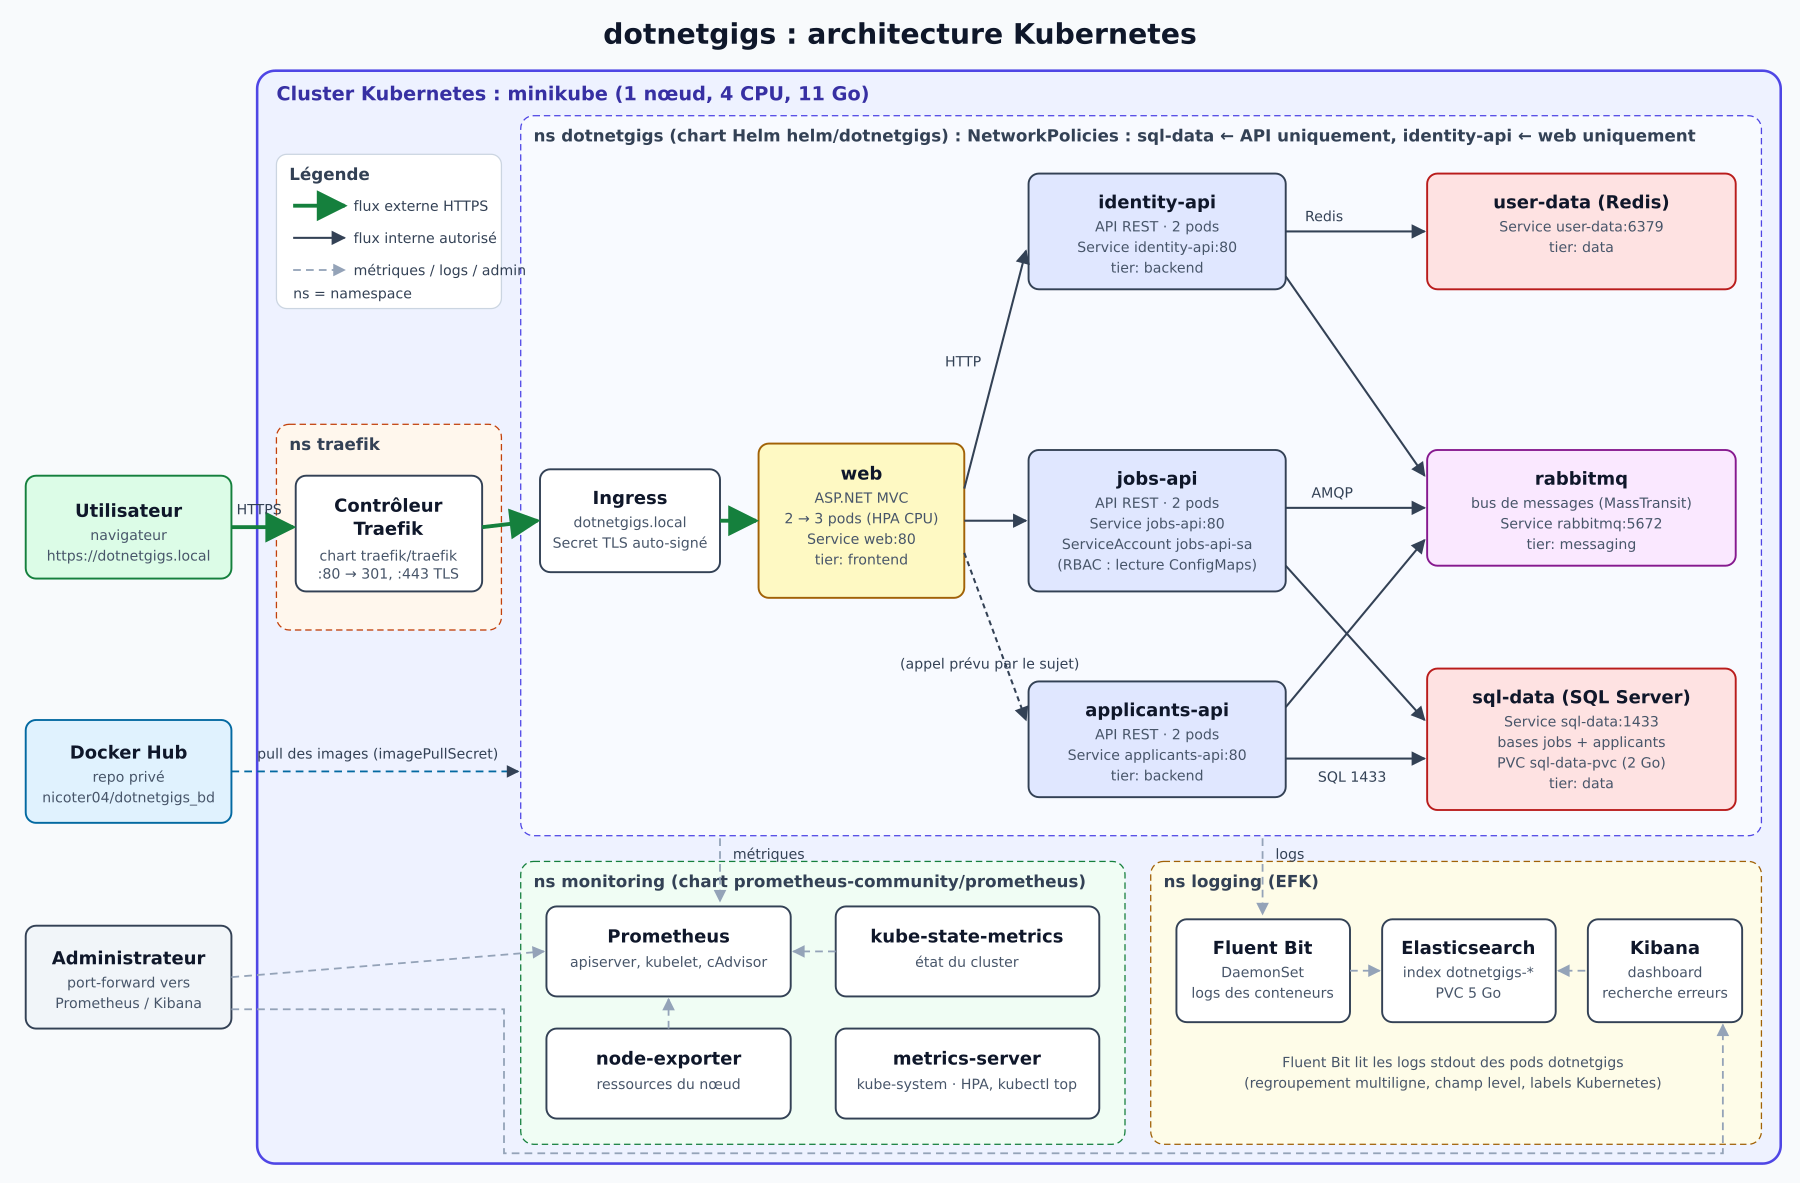 dotnetgigs : architecture Kubernetes
Cluster Kubernetes : minikube (1 nœud, 4 CPU, 11 Go)
ns dotnetgigs (chart Helm helm/dotnetgigs) : NetworkPolicies : sql-data ← API uniquement, identity-api ← web uniquement
Légende
flux externe HTTPS
flux interne autorisé
métriques / logs / admin
ns = namespace
identity-api
API REST · 2 pods
Service identity-api:80
tier: backend
Redis
user-data (Redis)
Service user-data:6379
tier: data
HTTP
ns traefik
Utilisateur
navigateur
https://dotnetgigs.local
HTTPS
Contrôleur
Traefik
chart traefik/traefik
:80 → 301, :443 TLS
Ingress
dotnetgigs.local
Secret TLS auto-signé
web
ASP.NET MVC
2 → 3 pods (HPA CPU)
Service web:80
tier: frontend
jobs-api
API REST · 2 pods
Service jobs-api:80
ServiceAccount jobs-api-sa
(RBAC : lecture ConfigMaps)
AMQP
rabbitmq
bus de messages (MassTransit)
Service rabbitmq:5672
tier: messaging
(appel prévu par le sujet)
applicants-api
API REST · 2 pods
Service applicants-api:80
tier: backend
SQL 1433
sql-data (SQL Server)
Service sql-data:1433
bases jobs + applicants
PVC sql-data-pvc (2 Go)
tier: data
Docker Hub
repo privé
nicoter04/dotnetgigs_bd
pull des images (imagePullSecret)
métriques
logs
ns monitoring (chart prometheus-community/prometheus)
Prometheus
apiserver, kubelet, cAdvisor
kube-state-metrics
état du cluster
node-exporter
ressources du nœud
metrics-server
kube-system · HPA, kubectl top
ns logging (EFK)
Fluent Bit
DaemonSet
logs des conteneurs
Elasticsearch
index dotnetgigs-*
PVC 5 Go
Kibana
dashboard
recherche erreurs
Fluent Bit lit les logs stdout des pods dotnetgigs
(regroupement multiligne, champ level, labels Kubernetes)
Administrateur
port-forward vers
Prometheus / Kibana